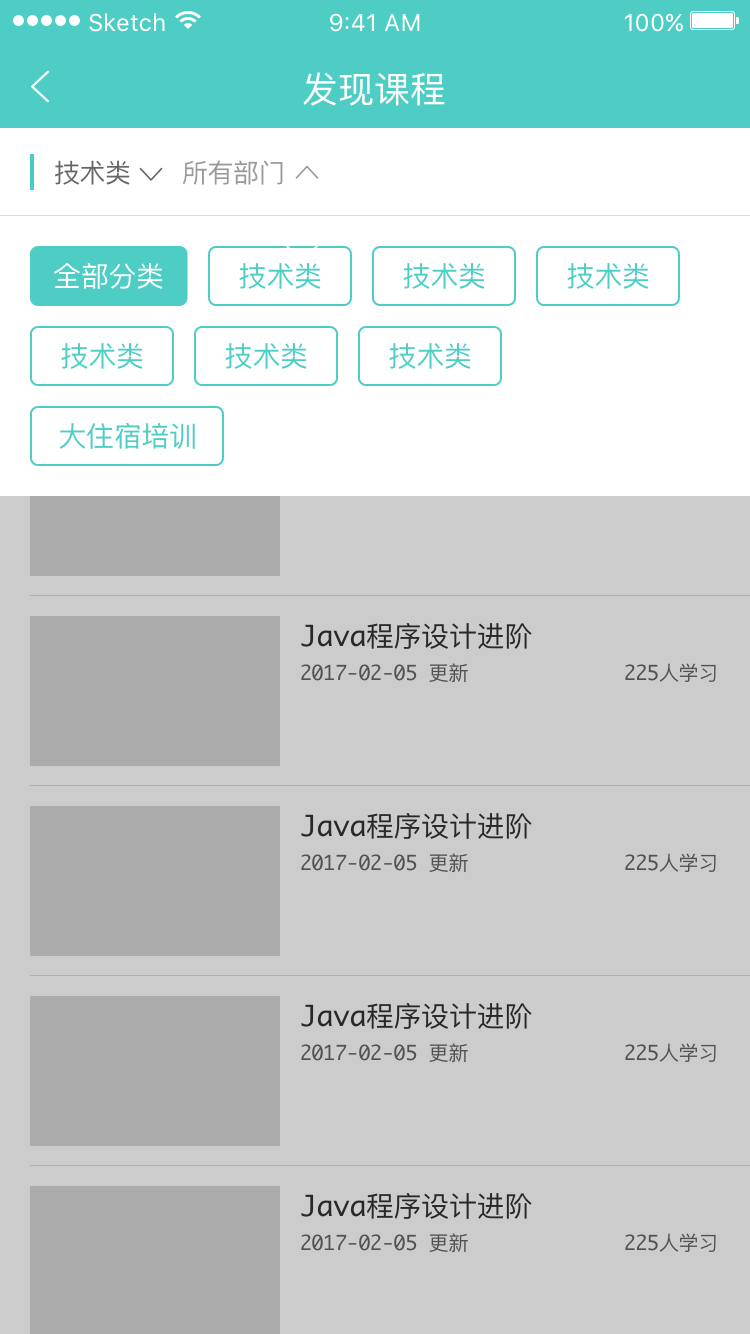 Sketch 9:41 AM 100%
发现课程
技术类 所有部门
全部分类 技术类 技术类 技术类
技术类 技术类 技术类
大住宿培训
Java程序设计进阶
2017-02-05 更新 225人学习
Java程序设计进阶
2017-02-05 更新 225人学习
Java程序设计进阶
2017-02-05 更新 225人学习
Java程序设计进阶
2017-02-05 更新 225人学习